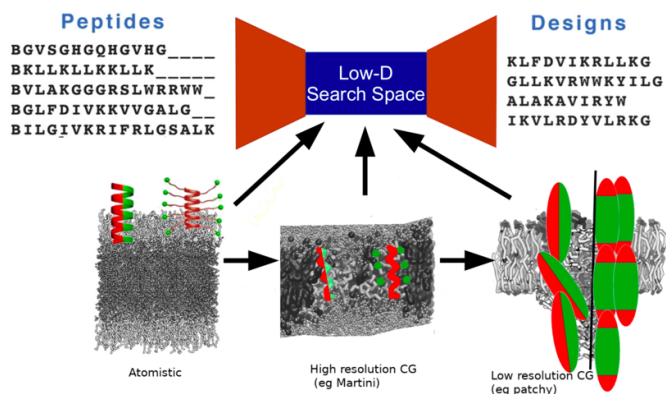 Peptides
BGVSGHGQHGVHG____
BKLLKLLKKLLK_____
BVLAKGGGRSLWRRWW_
BGLFDIVKKVVGALG__
BILGIVKRIFRLGSALK
Low-D
Search Space
Designs
KLFDVIKRLLKG
GLLKVRWWKYILG
ALAKAVIRYW
IKVLRDYVLRKG
Atomistic
High resolution CG
(eg Martini)
Low resolution CG
(eg patchy)